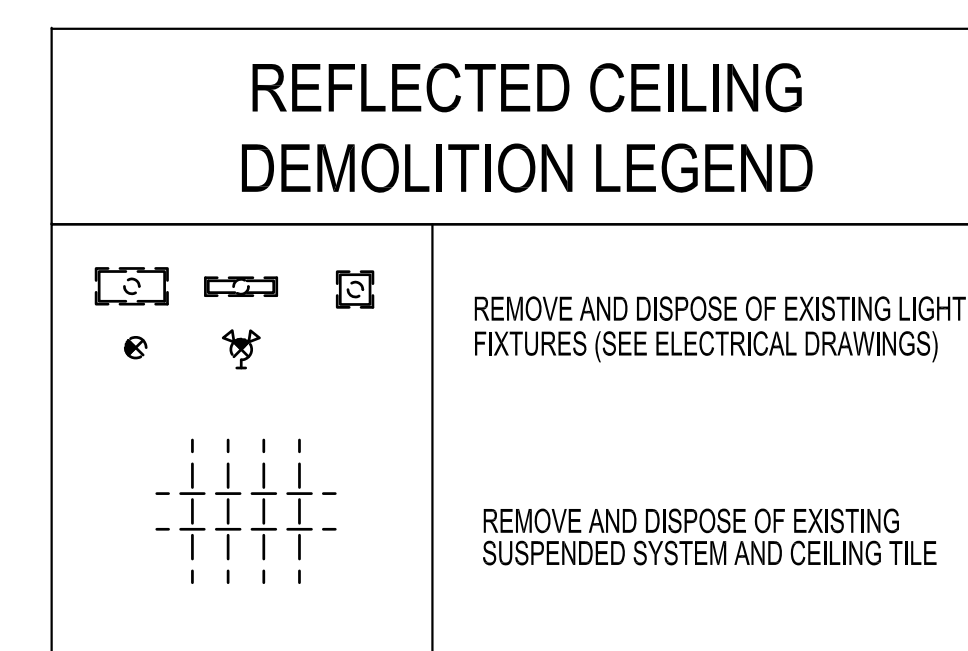 REFLECTED CEILING
DEMOLITION LEGEND
REMOVE AND DISPOSE OF EXISTING LIGHT
FIXTURES (SEE ELECTRICAL DRAWINGS)
REMOVE AND DISPOSE OF EXISTING
SUSPENDED SYSTEM AND CEILING TILE